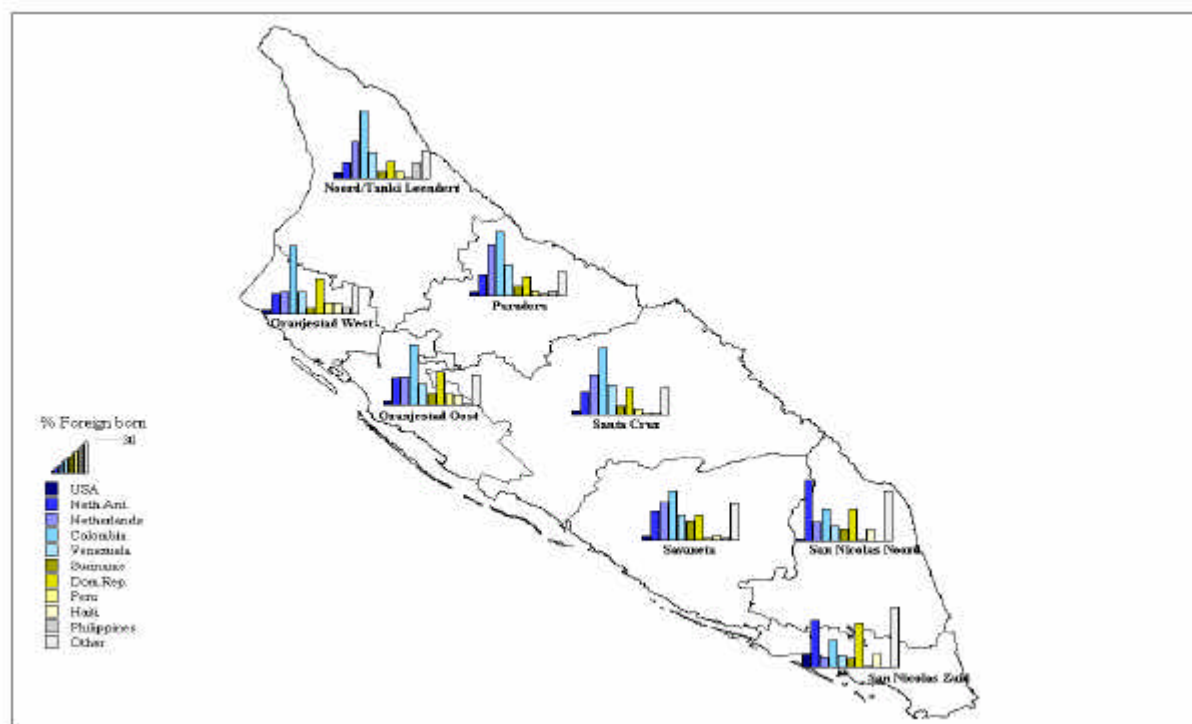 Noord/Tanki Leendert
Paradera
Oranjestad West
Oranjestad Oost
Santa Cruz
% Foreign born
30
USA
Neth.Ant.
Netherlands
Colombia
Venezuela
Suriname
Dom.Rep.
Peru
Haiti
Philippines
Other
Savaneta
San Nicolas Noord
San Nicolas Zuid